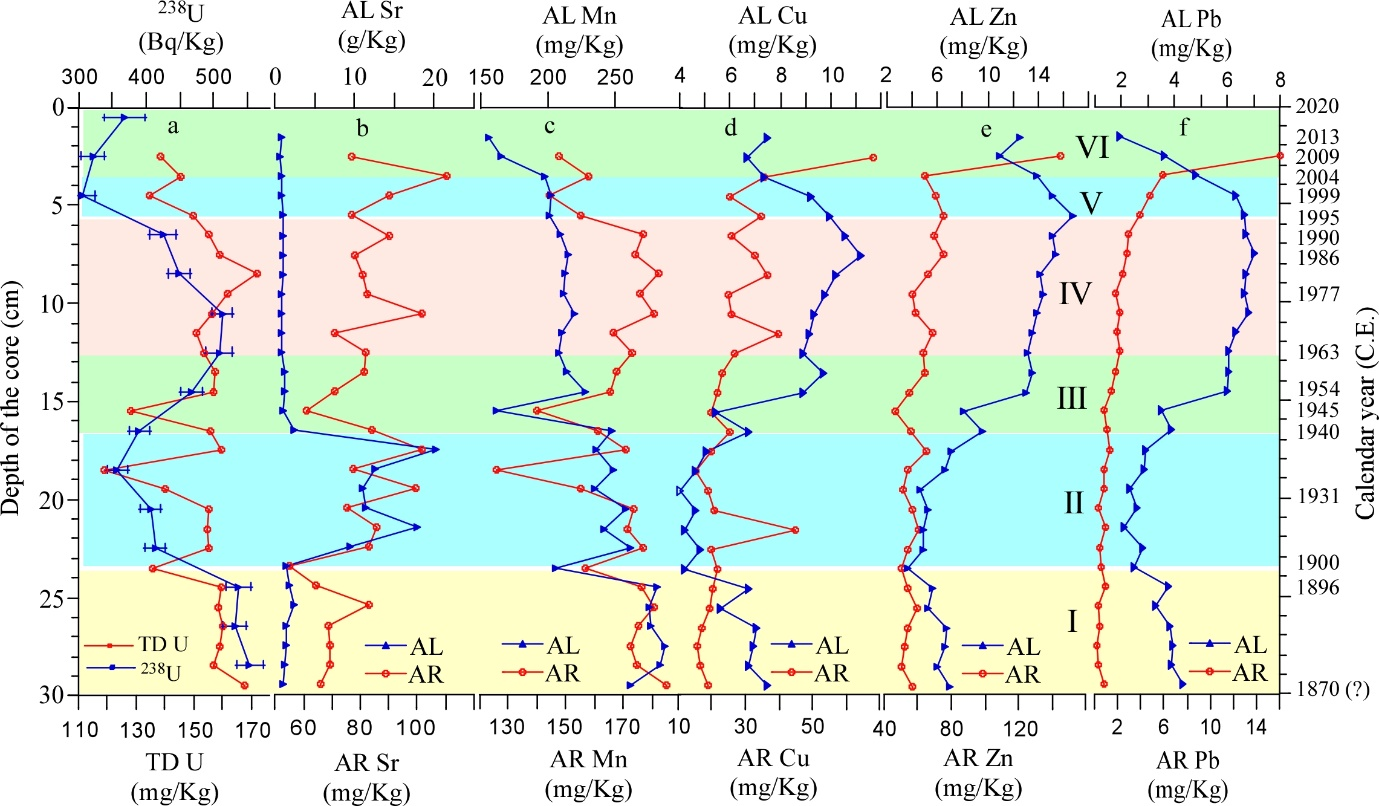 ²³⁸U
(Bq/Kg)
AL Sr
(g/Kg)
AL Mn
(mg/Kg)
AL Cu
(mg/Kg)
AL Zn
(mg/Kg)
AL Pb
(mg/Kg)
300 400 500
0 10 20
150 200 250
4 6 8 10
2 6 10 14
2 4 6 8
a b c d e f
0
5
10
15
20
25
30
Depth of the core (cm)
VI
V
IV
III
II
I
2020
2013
2009
2004
1999
1995
1990
1986
1977
1963
1954
1945
1940
1931
1900
1896
1870 (?)
Calendar year (C.E.)
TD U
²³⁸U
AL
AR
AL
AR
AL
AR
AL
AR
AL
AR
110 130 150 170
60 80 100
130 150 170
10 30 50
40 80 120
2 6 10 14
TD U
(mg/Kg)
AR Sr
(mg/Kg)
AR Mn
(mg/Kg)
AR Cu
(mg/Kg)
AR Zn
(mg/Kg)
AR Pb
(mg/Kg)